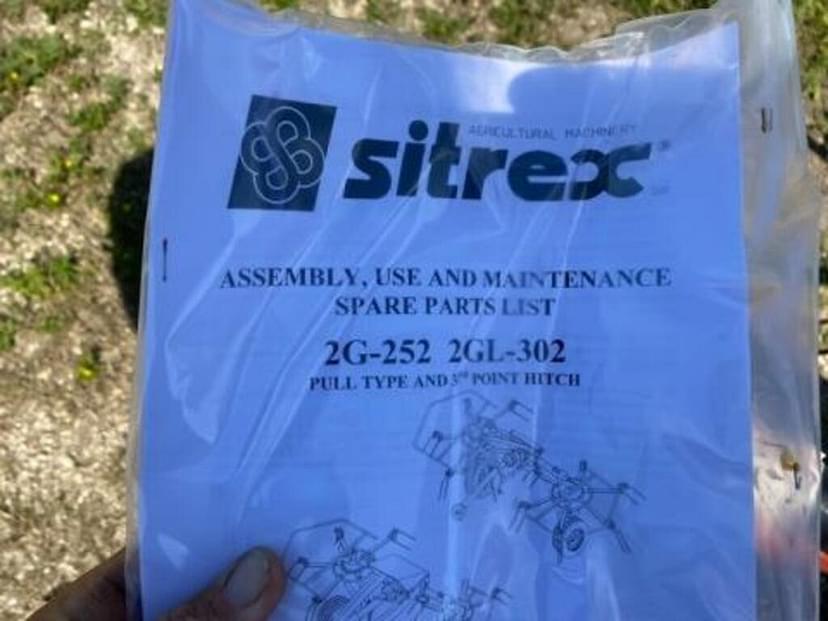 AGRICULTURAL MACHINERY
sitrex
ASSEMBLY, USE AND MAINTENANCE
SPARE PARTS LIST
2G-252 2GL-302
PULL TYPE AND 3rd POINT HITCH